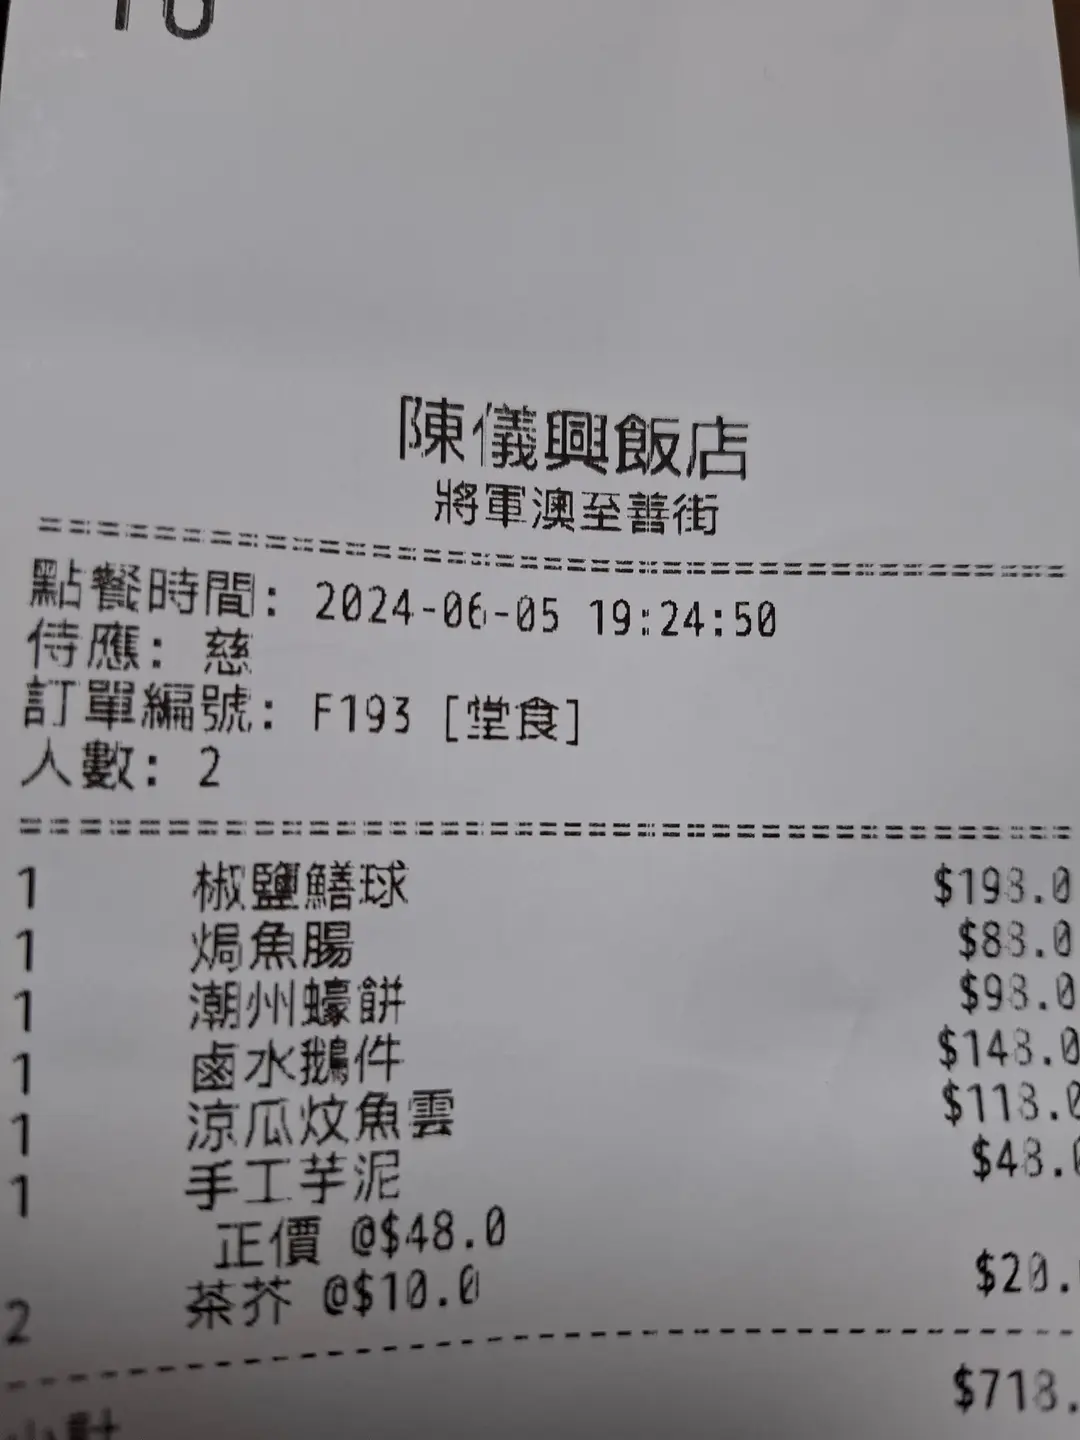 陳儀興飯店
將軍澳至善街
點餐時間: 2024-06-05 19:24:50
侍應: 慈
訂單編號: F193 [堂食]
人數: 2
1 椒鹽鱔球 $198.0
1 焗魚腸 $88.0
1 潮州蠔餅 $98.0
1 鹵水鵝件 $148.0
1 涼瓜炆魚雲 $118.0
1 手工芋泥 $48.0
正價 @$48.0
2 茶芥 @$10.0 $20.
小計 $718.